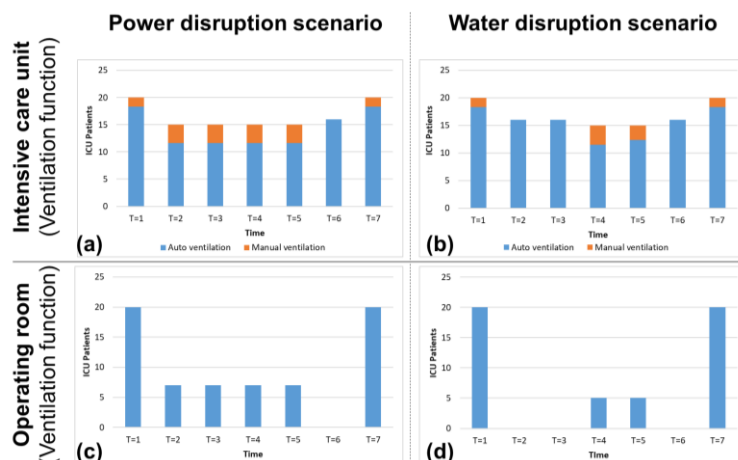 Power disruption scenario
Water disruption scenario
Intensive care unit
(Ventilation function)
25
20
15
10
5
0
ICU Patients
T=1 T=2 T=3 T=4 T=5 T=6 T=7
Time
(a)
Auto ventilation Manual ventilation
25
20
15
10
5
0
ICU Patients
T=1 T=2 T=3 T=4 T=5 T=6 T=7
Time
(b)
Auto ventilation Manual ventilation
Operating room
(Ventilation function)
25
20
15
10
5
0
ICU Patients
T=1 T=2 T=3 T=4 T=5 T=6 T=7
Time
(c)
25
20
15
10
5
0
ICU Patients
T=1 T=2 T=3 T=4 T=5 T=6 T=7
Time
(d)